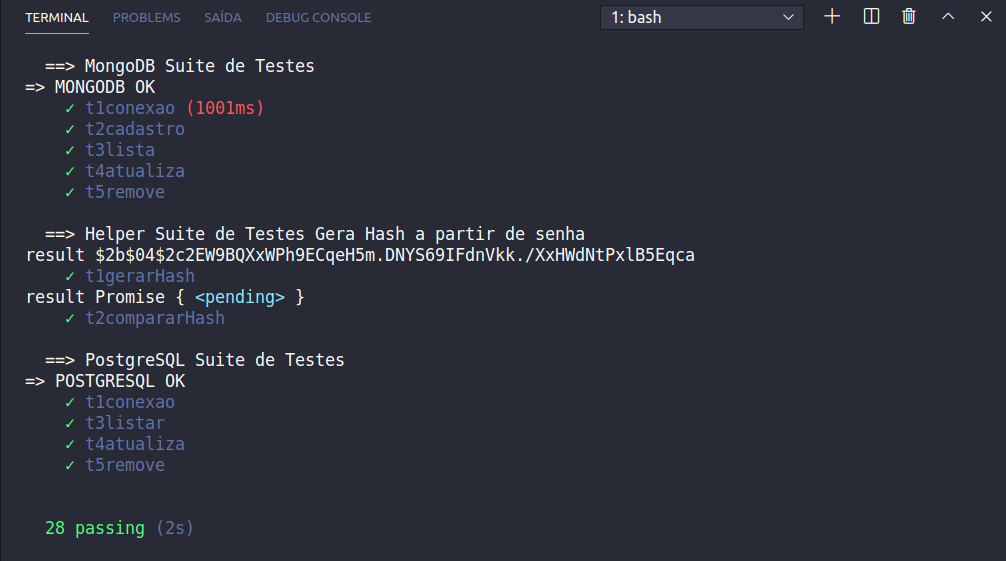 TERMINAL PROBLEMS SAÍDA DEBUG CONSOLE 1: bash
==> MongoDB Suite de Testes
=> MONGODB OK
✓ t1conexao (1001ms)
✓ t2cadastro
✓ t3lista
✓ t4atualiza
✓ t5remove
==> Helper Suite de Testes Gera Hash a partir de senha
result $2b$04$2c2EW9BQXxWPh9ECqeH5m.DNYS69IFdnVkk./XxHWdNtPxlB5Eqca
✓ t1gerarHash
result Promise { <pending> }
✓ t2compararHash
==> PostgreSQL Suite de Testes
=> POSTGRESQL OK
✓ t1conexao
✓ t3listar
✓ t4atualiza
✓ t5remove
28 passing (2s)